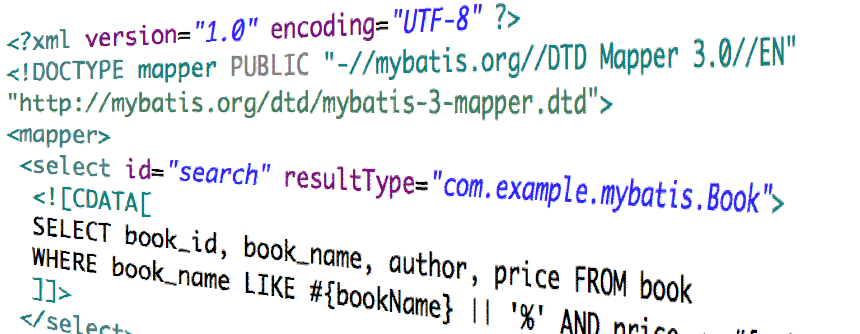 <?xml version="1.0" encoding="UTF-8" ?>
<!DOCTYPE mapper PUBLIC "-//mybatis.org//DTD Mapper 3.0//EN"
"http://mybatis.org/dtd/mybatis-3-mapper.dtd">
<mapper>
<select id="search" resultType="com.example.mybatis.Book">
<![CDATA[
SELECT book_id, book_name, author, price FROM book
WHERE book_name LIKE #{bookName} || '%' AND price
]]>
</select>